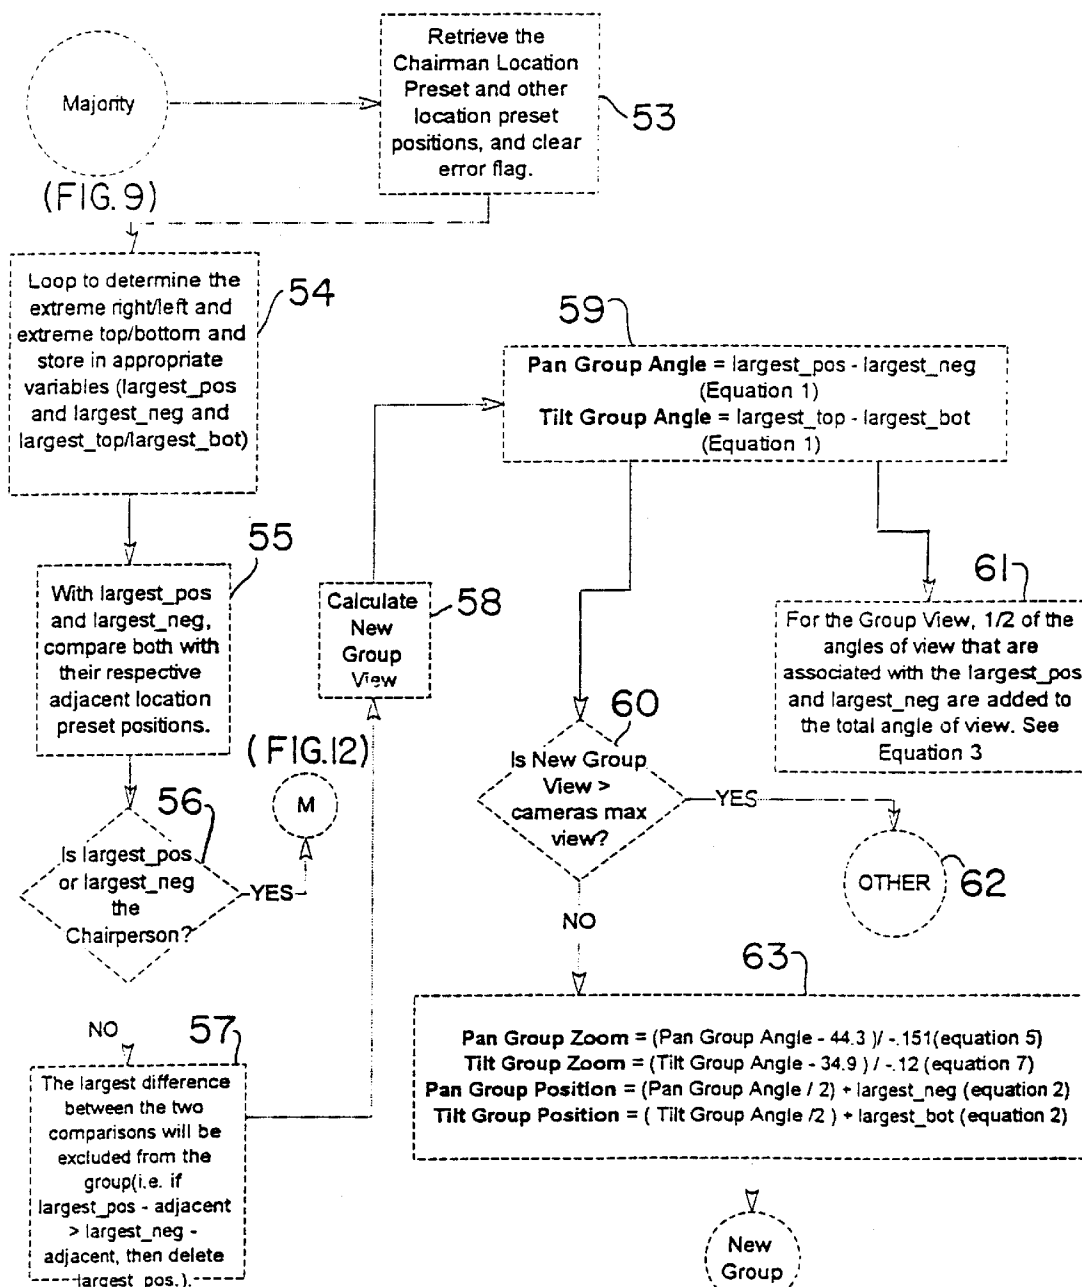 Majority
(FIG. 9)
Retrieve the
Chairman Location
Preset and other
location preset
positions, and clear
error flag.
53
Loop to determine the
extreme right/left and
extreme top/bottom and
store in appropriate
variables (largest_pos
and largest_neg and
largest_top/largest_bot)
54
With largest_pos
and largest_neg,
compare both with
their respective
adjacent location
preset positions.
55
Is largest_pos
or largest_neg
the
Chairperson?
56
YES
(FIG.12)
M
NO
The largest difference
between the two
comparisons will be
excluded from the
group(i.e. if
largest_pos - adjacent
> largest_neg -
adjacent, then delete
largest_pos.).
57
Calculate
New
Group
View
58
59
Pan Group Angle = largest_pos - largest_neg
(Equation 1)
Tilt Group Angle = largest_top - largest_bot
(Equation 1)
Is New Group
View >
cameras max
view?
60
YES
NO
61
For the Group View, 1/2 of the
angles of view that are
associated with the largest_pos
and largest_neg are added to
the total angle of view. See
Equation 3
OTHER
62
63
Pan Group Zoom = (Pan Group Angle - 44.3 )/ -.151(equation 5)
Tilt Group Zoom = (Tilt Group Angle - 34.9 ) / -.12 (equation 7)
Pan Group Position = (Pan Group Angle / 2) + largest_neg (equation 2)
Tilt Group Position = ( Tilt Group Angle /2 ) + largest_bot (equation 2)
New
Group